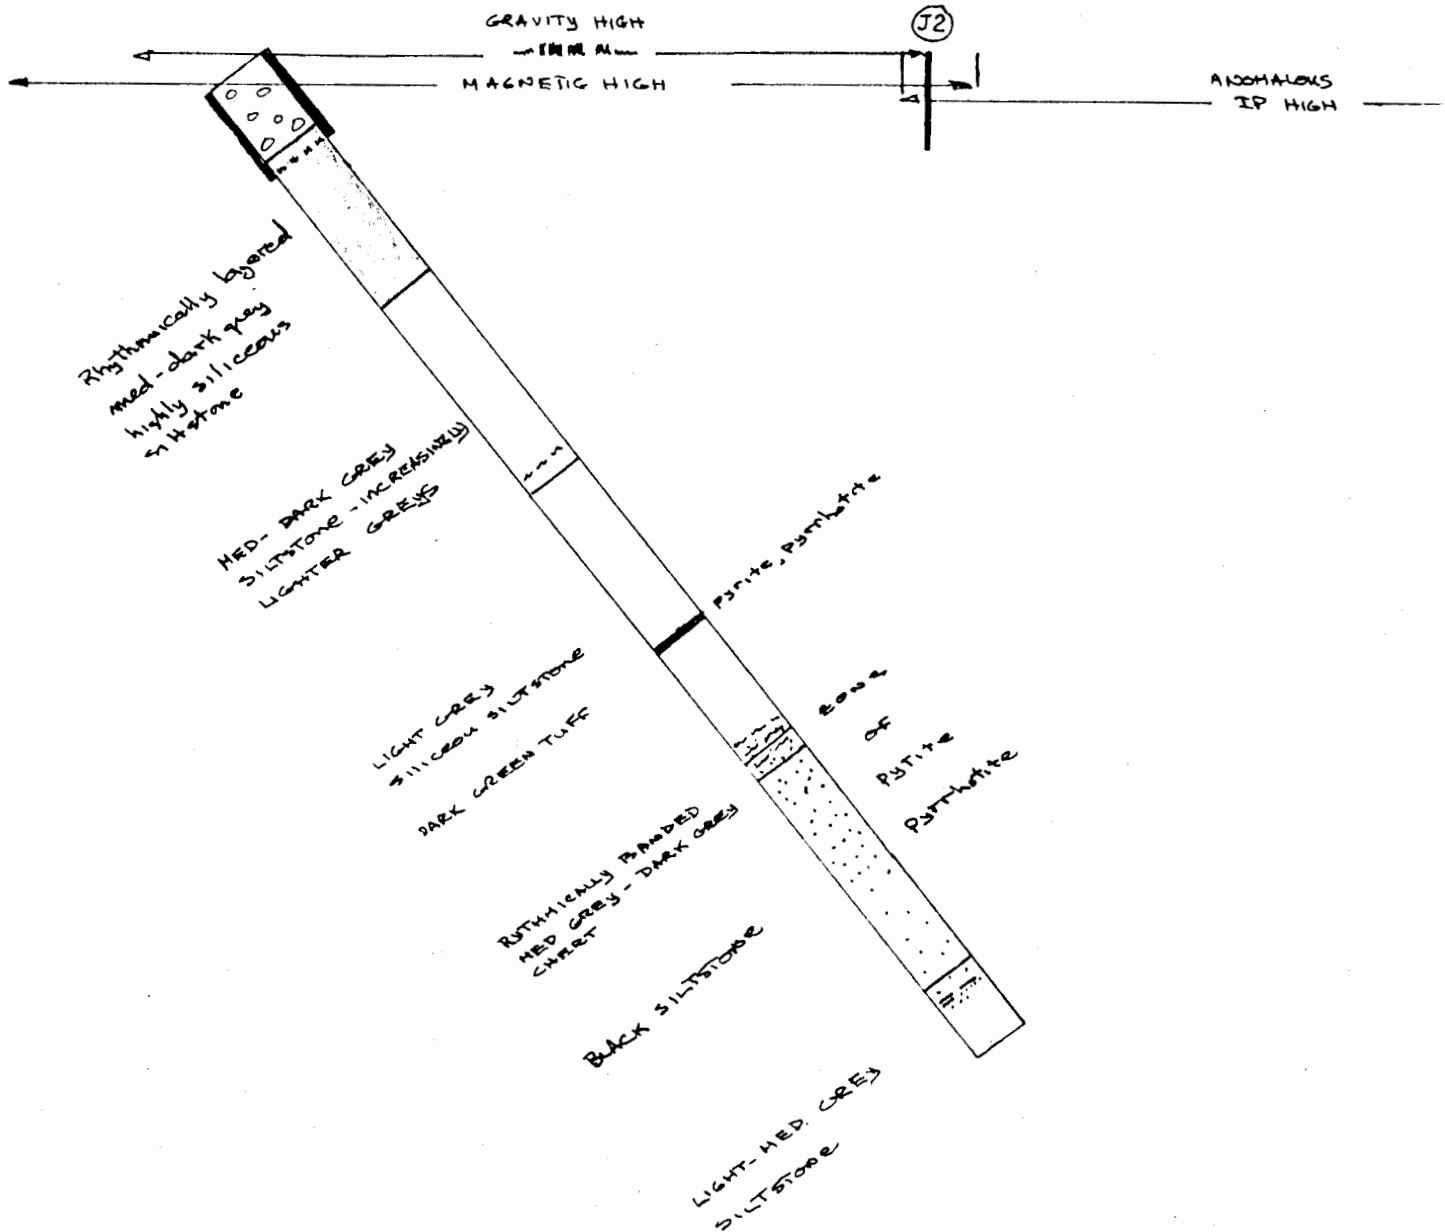 GRAVITY HIGH
J2
MAGNETIC HIGH
ANOMALOUS
IP HIGH
Rhythmically layered
med-dark grey
highly siliceous
siltstone
MED- DARK GREY
SILTSTONE - INCREASINGLY
LIGHTER GREYS
Pyrite, Pyrrhotite
LIGHT GREY
SILICEOU SILTSTONE
DARK GREEN TUFF
ZONE
OF
PYTITE
Pyrrhotite
RYTHMICALLY BANDED
MED GREY - DARK GREY
CHERT
BLACK SILTSTONE
LIGHT-MED. GREY
SILTSTONE